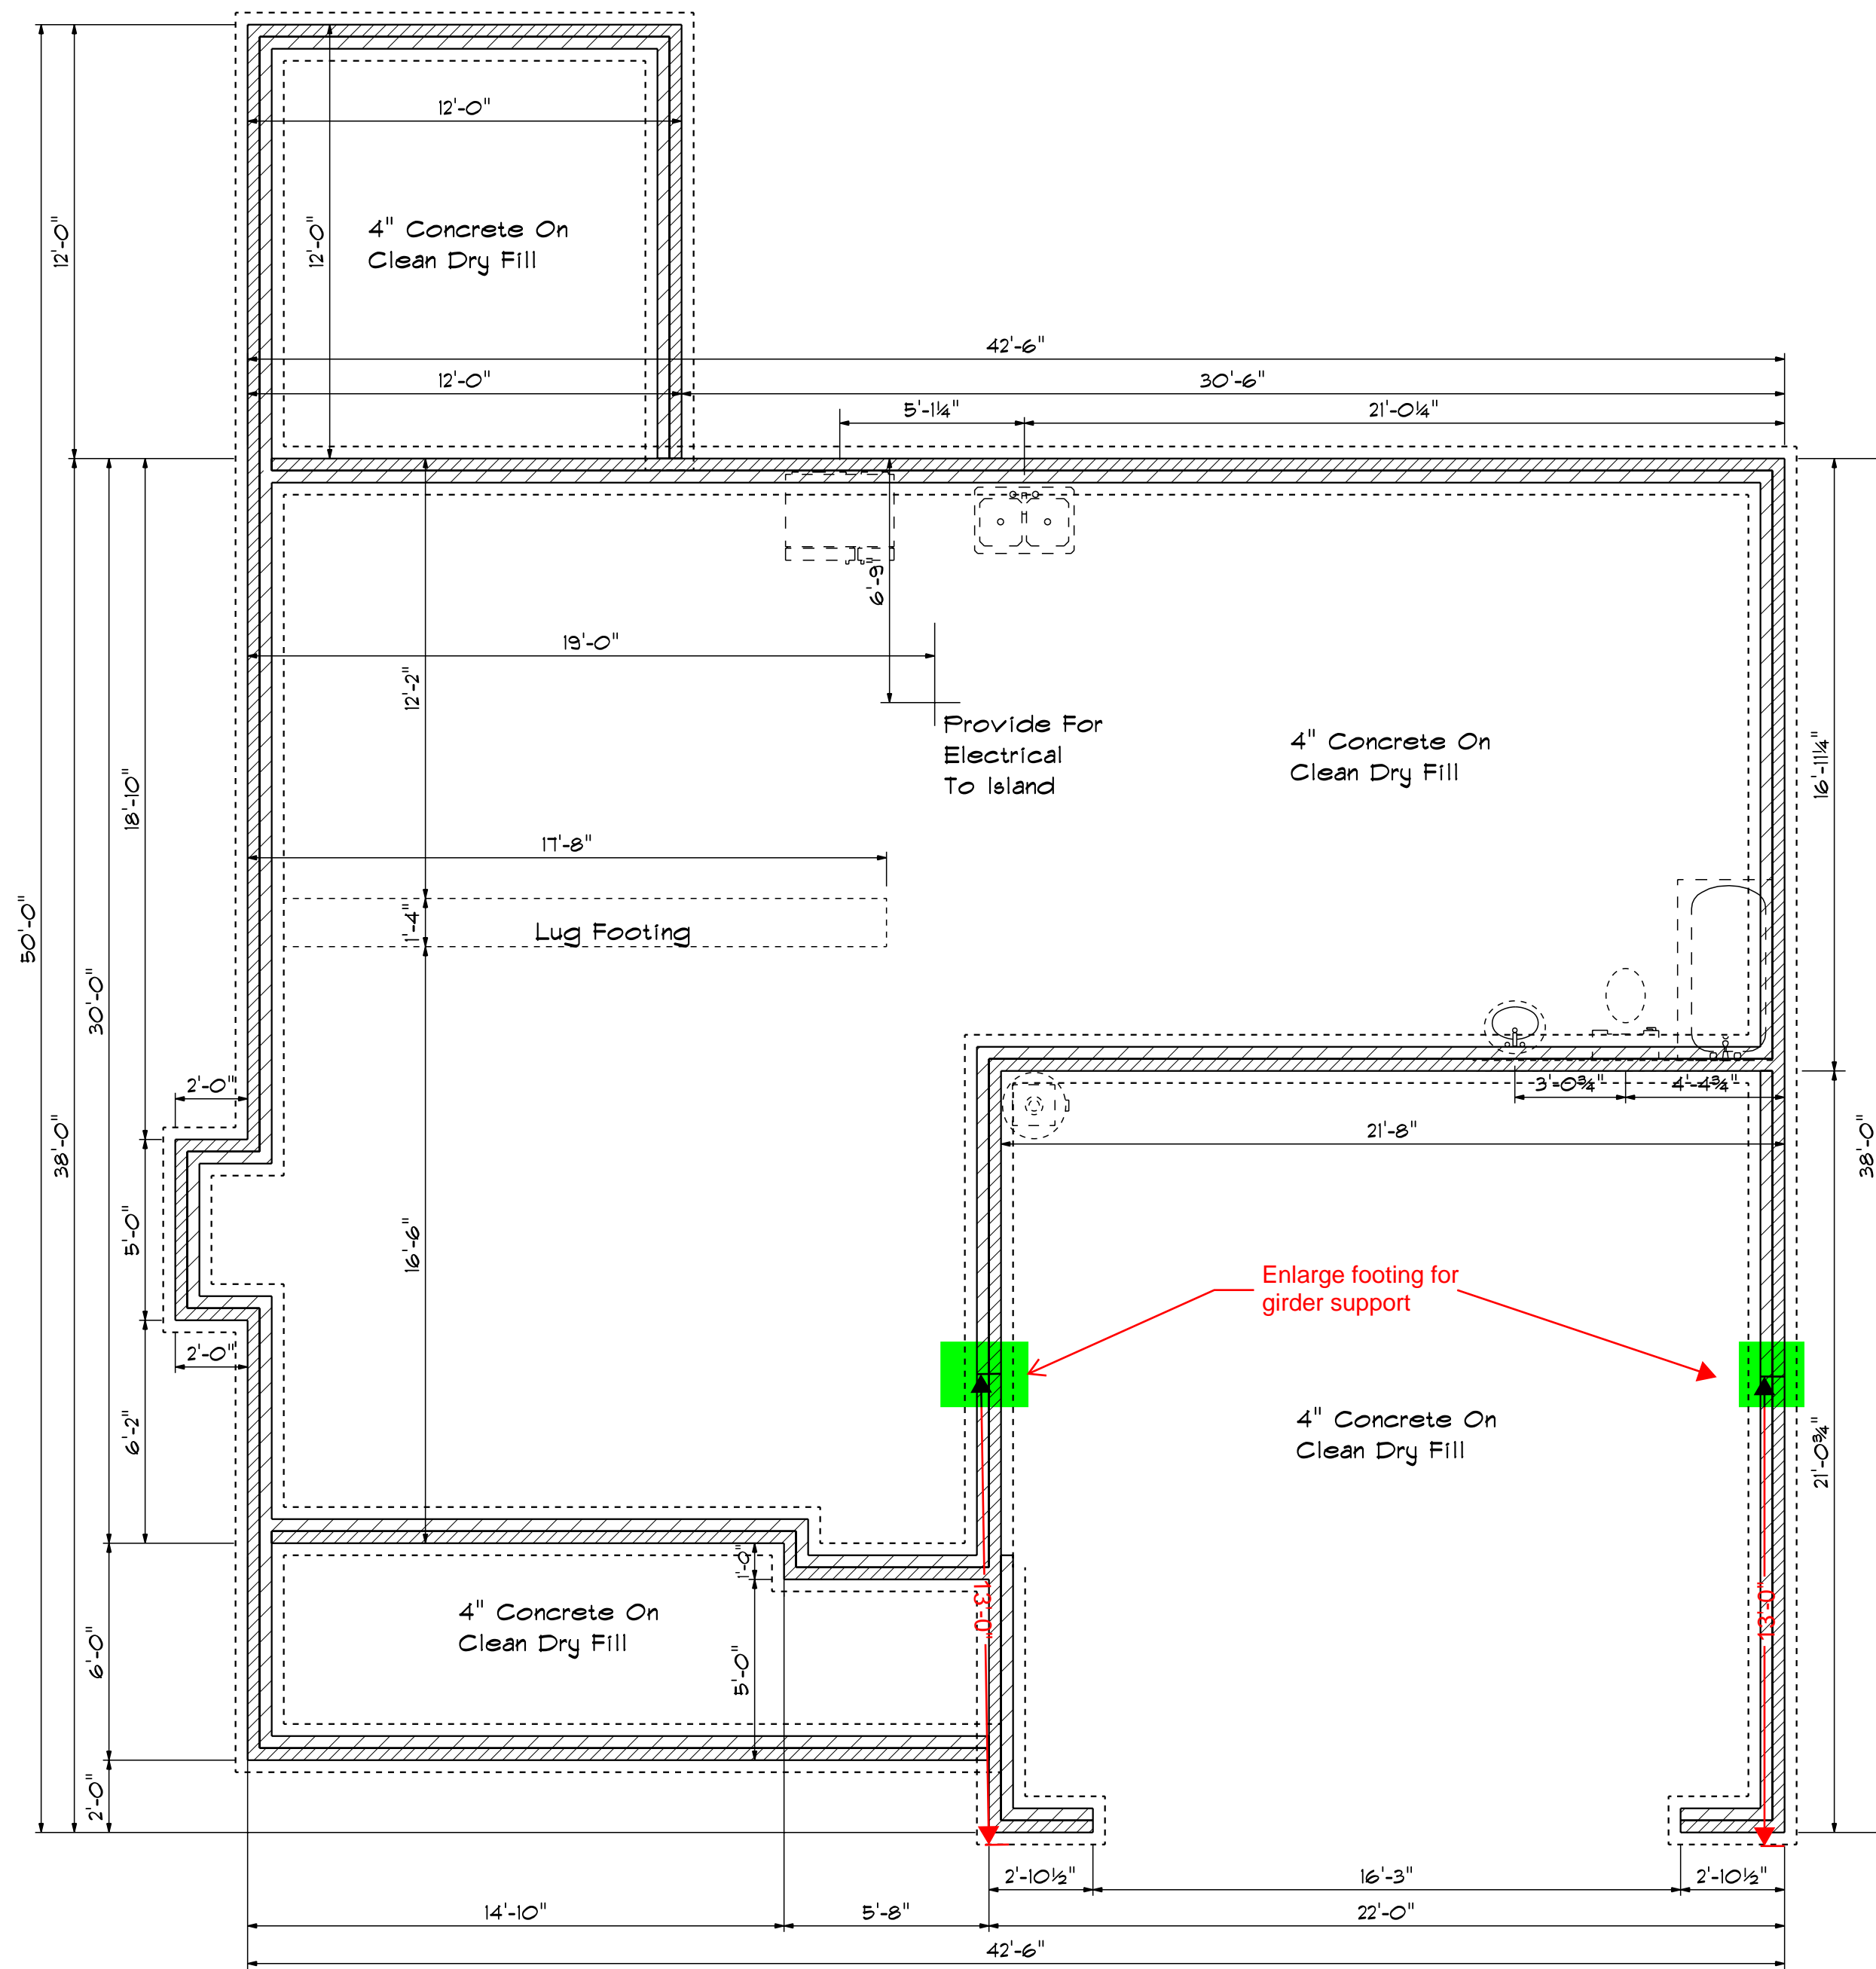 12'-0"
12'-0"
12'-0"
4" Concrete On
Clean Dry Fill
42'-6"
12'-0"
30'-6"
5'-1¼"
21'-0¼"
6'-9"
19'-0"
12'-2"
Provide For
Electrical
To Island
4" Concrete On
Clean Dry Fill
16'-11¼"
18'-10"
17'-8"
1'-4"
Lug Footing
50'-0"
30'-0"
38'-0"
2'-0"
3'-0¾"
4'-4¾"
21'-8"
38'-0"
5'-0"
16'-6"
Enlarge footing for
girder support
2'-0"
6'-2"
4" Concrete On
Clean Dry Fill
21'-0¾"
1'-0"
13'-0"
13'-0"
4" Concrete On
Clean Dry Fill
6'-0"
5'-0"
2'-0"
2'-10½"
16'-3"
2'-10½"
14'-10"
5'-8"
22'-0"
42'-6"